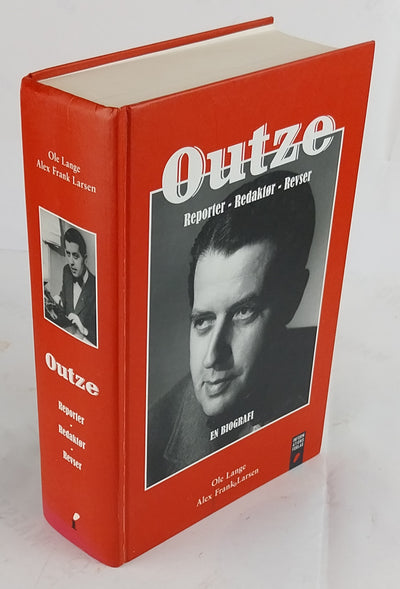 Ole Lange
Alex Frank Larsen
Outze
Reporter
Redaktør
-
Revser
Outze
Reporter - Redaktør - Revser
EN BIOGRAFI
Ole Lange
Alex Frank Larsen